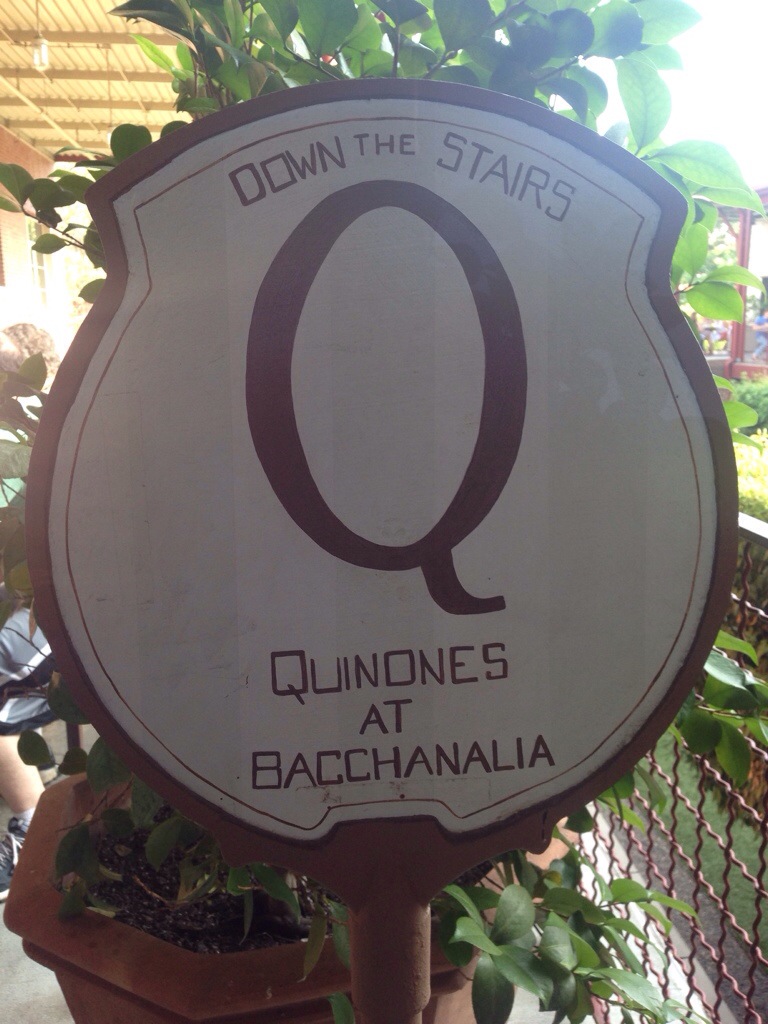 DOWN THE STAIRS
Q
QUINONES
AT
BACCHANALIA